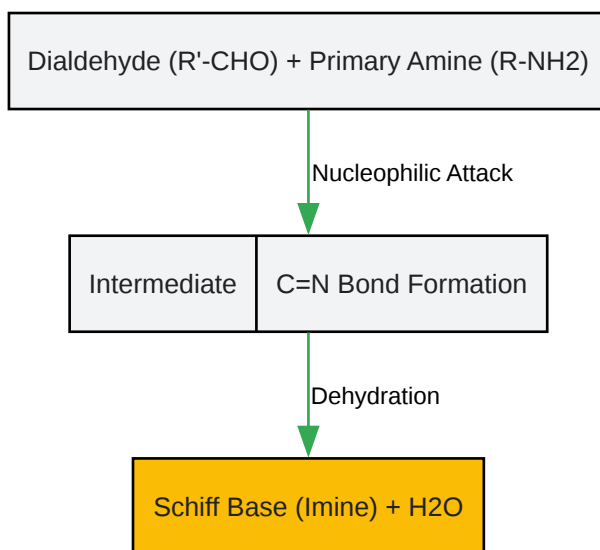 Dialdehyde (R'-CHO) + Primary Amine (R-NH2)
Nucleophilic Attack
Intermediate
C=N Bond Formation
Dehydration
Schiff Base (Imine) + H2O